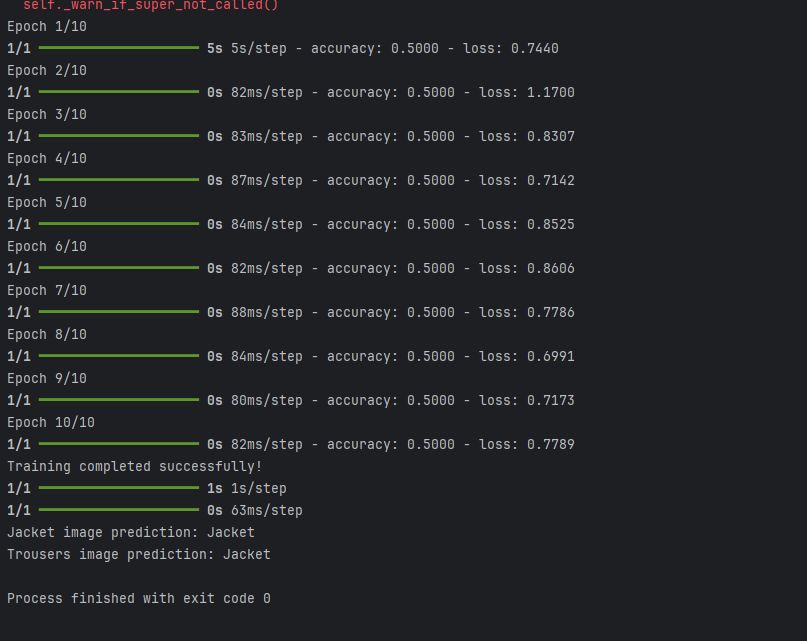 self._warn_if_super_not_called()
Epoch 1/10
1/1 5s 5s/step - accuracy: 0.5000 - loss: 0.7440
Epoch 2/10
1/1 0s 82ms/step - accuracy: 0.5000 - loss: 1.1700
Epoch 3/10
1/1 0s 83ms/step - accuracy: 0.5000 - loss: 0.8307
Epoch 4/10
1/1 0s 87ms/step - accuracy: 0.5000 - loss: 0.7142
Epoch 5/10
1/1 0s 84ms/step - accuracy: 0.5000 - loss: 0.8525
Epoch 6/10
1/1 0s 82ms/step - accuracy: 0.5000 - loss: 0.8606
Epoch 7/10
1/1 0s 88ms/step - accuracy: 0.5000 - loss: 0.7786
Epoch 8/10
1/1 0s 84ms/step - accuracy: 0.5000 - loss: 0.6991
Epoch 9/10
1/1 0s 80ms/step - accuracy: 0.5000 - loss: 0.7173
Epoch 10/10
1/1 0s 82ms/step - accuracy: 0.5000 - loss: 0.7789
Training completed successfully!
1/1 1s 1s/step
1/1 0s 63ms/step
Jacket image prediction: Jacket
Trousers image prediction: Jacket
Process finished with exit code 0